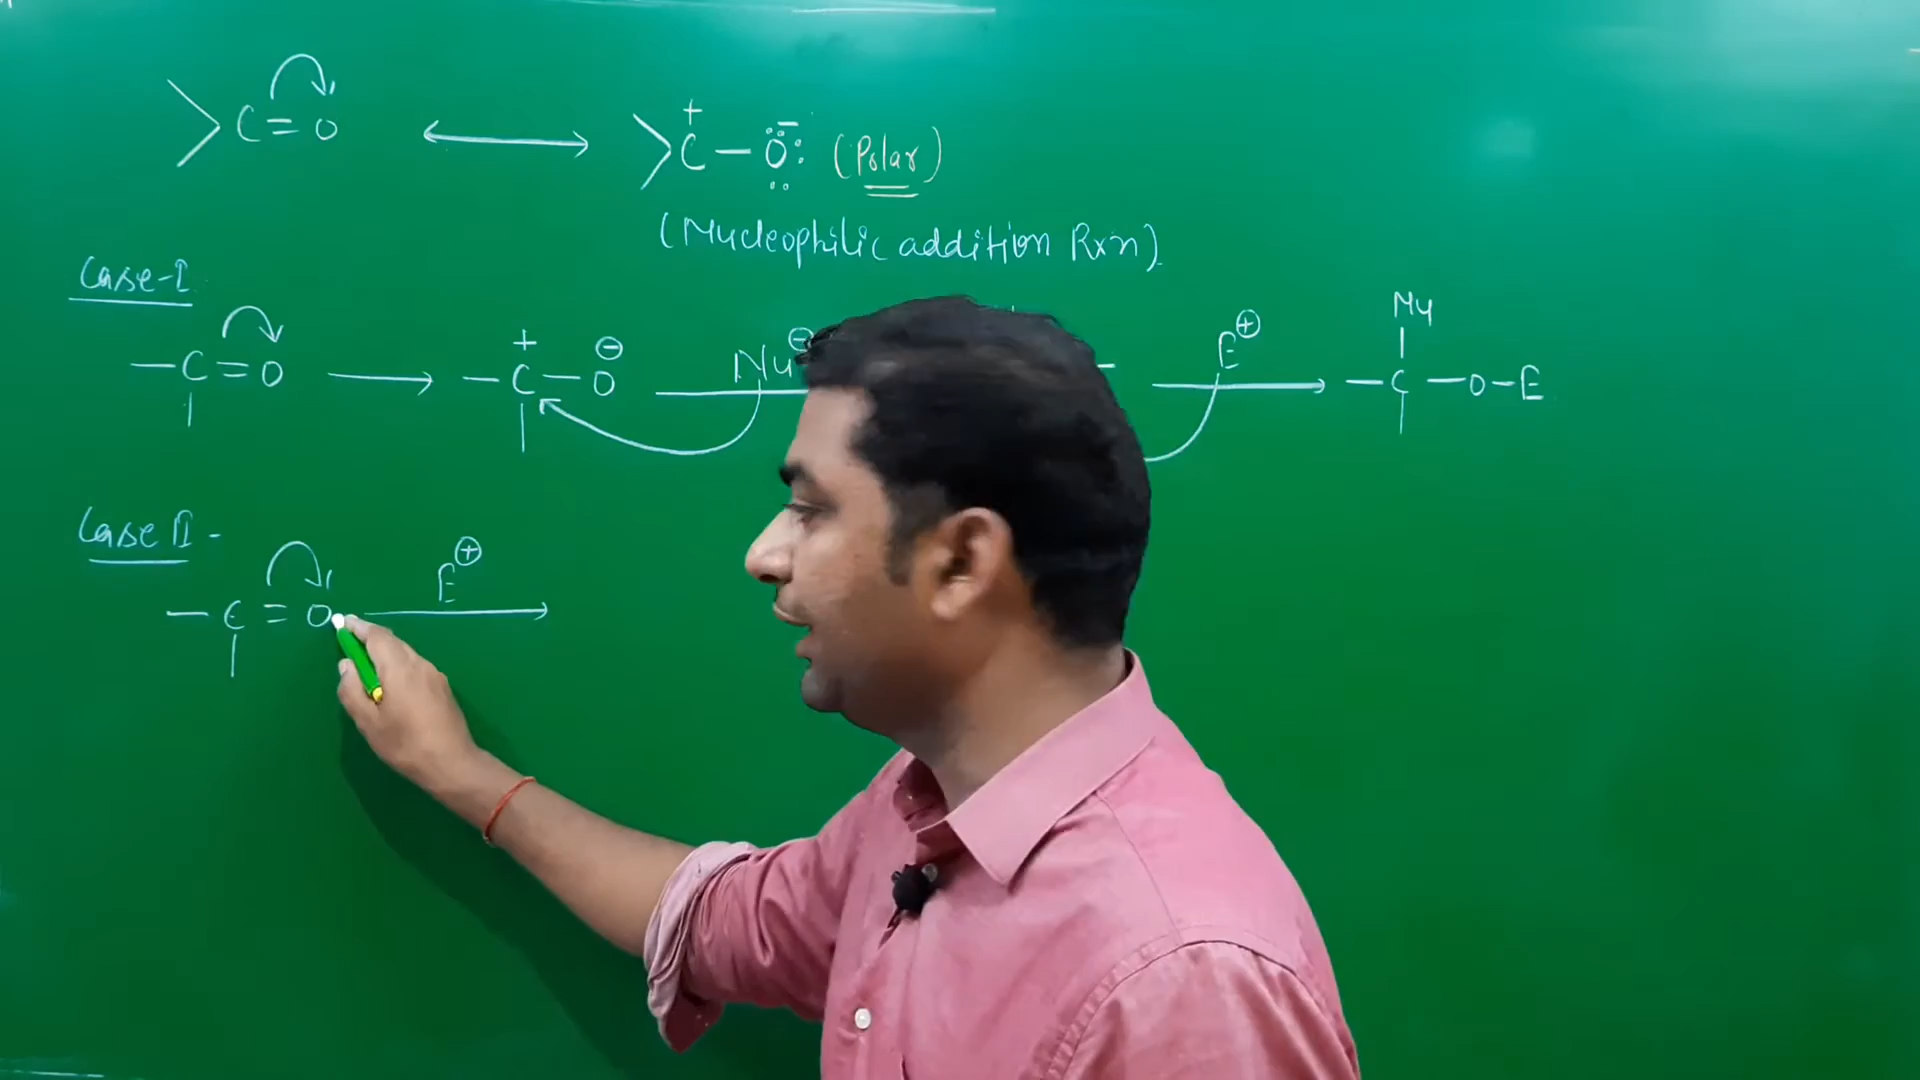 C = O ⟷ C⁺ — Ö:⁻ (Polar)
(Nucleophilic addition Rxn)
Case-I
— C = O → — C⁺ — O⊖ Nu⊖ E⊕ → Nu — C — O — E
Case II -
— C = O E⊕ →